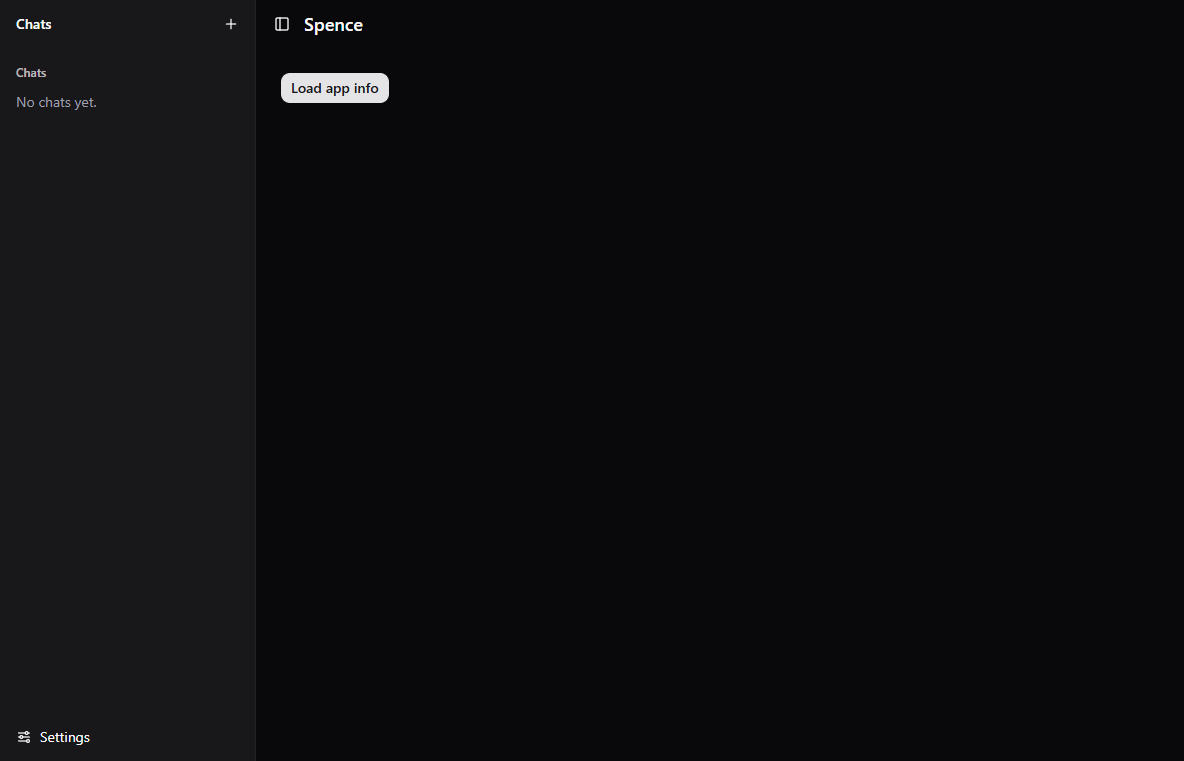 Chats
Spence
Chats
No chats yet.
Load app info
Settings